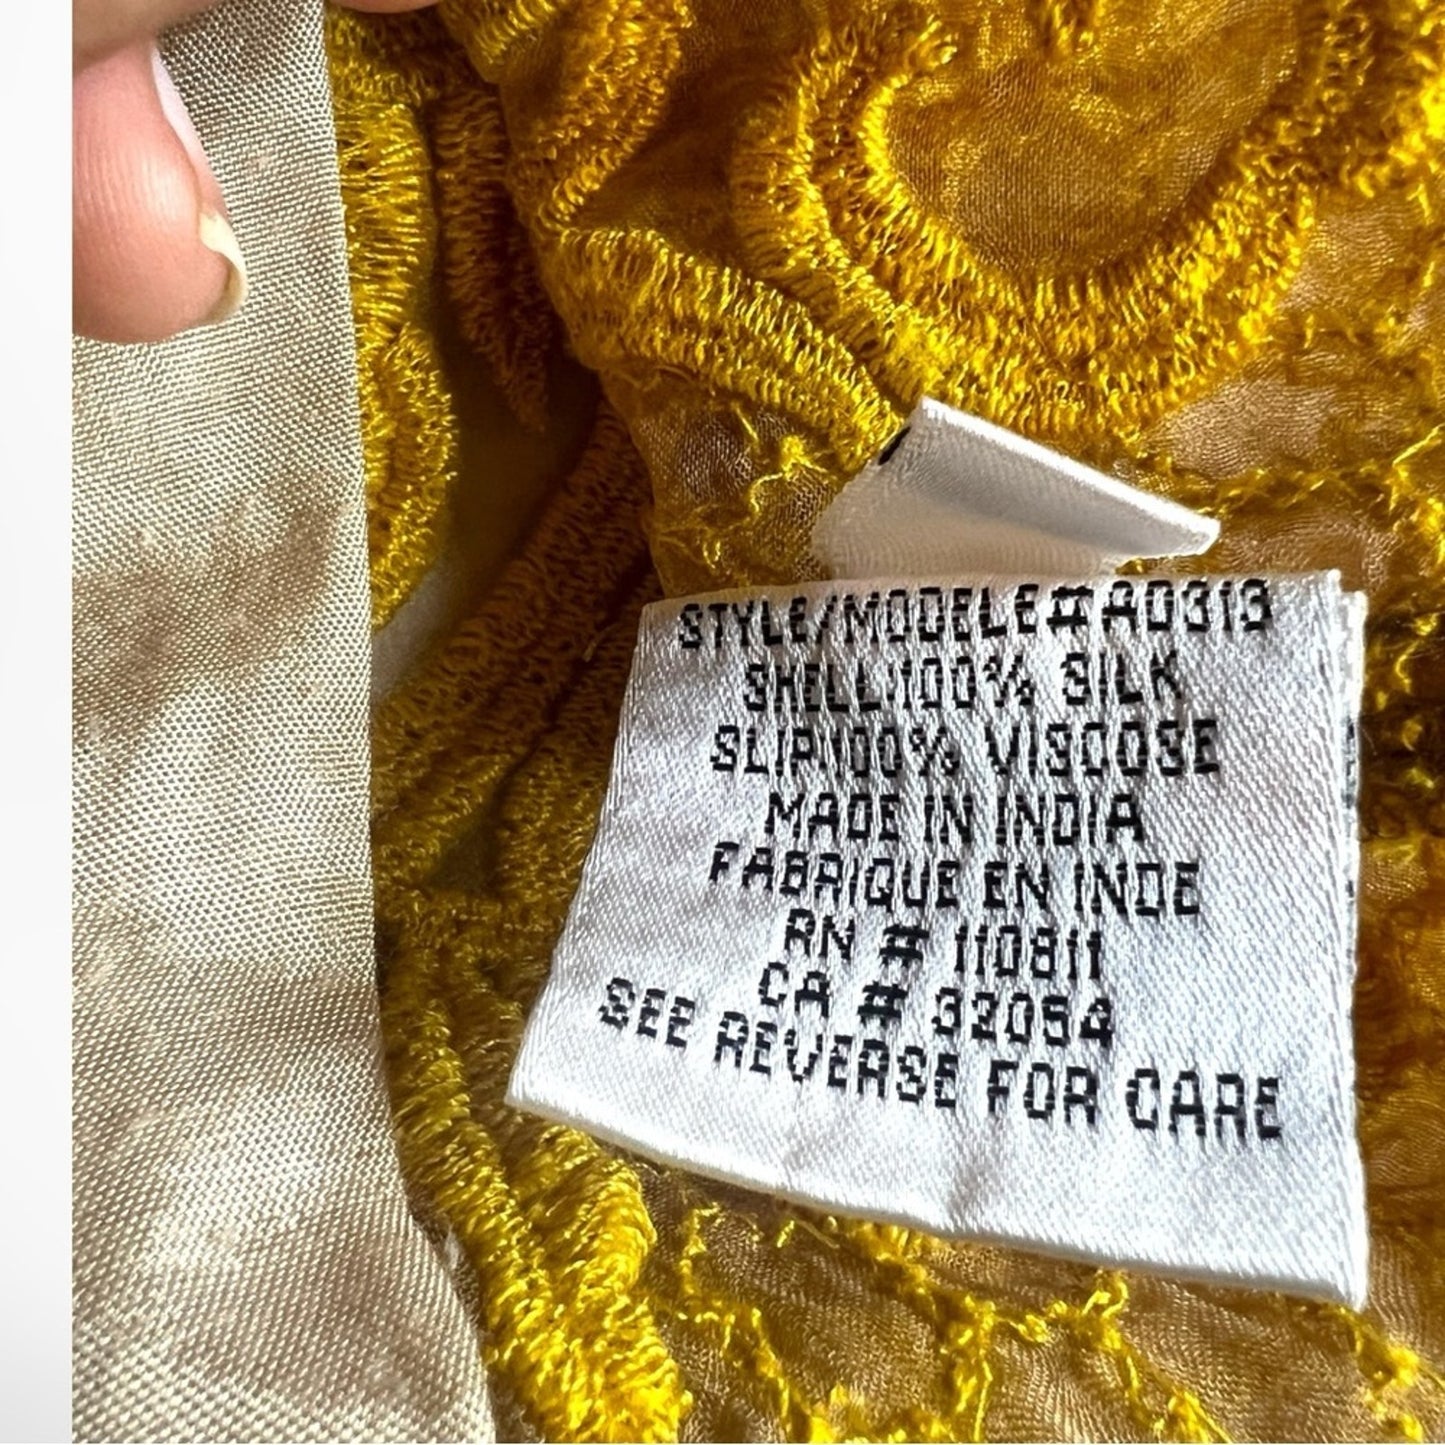 STYLE/MODELE#A0313
SHELL:100% SILK
SLIP:100% VISCOSE
MADE IN INDIA
FABRIQUE EN INDE
RN # 110811
CA # 32054
SEE REVERSE FOR CARE